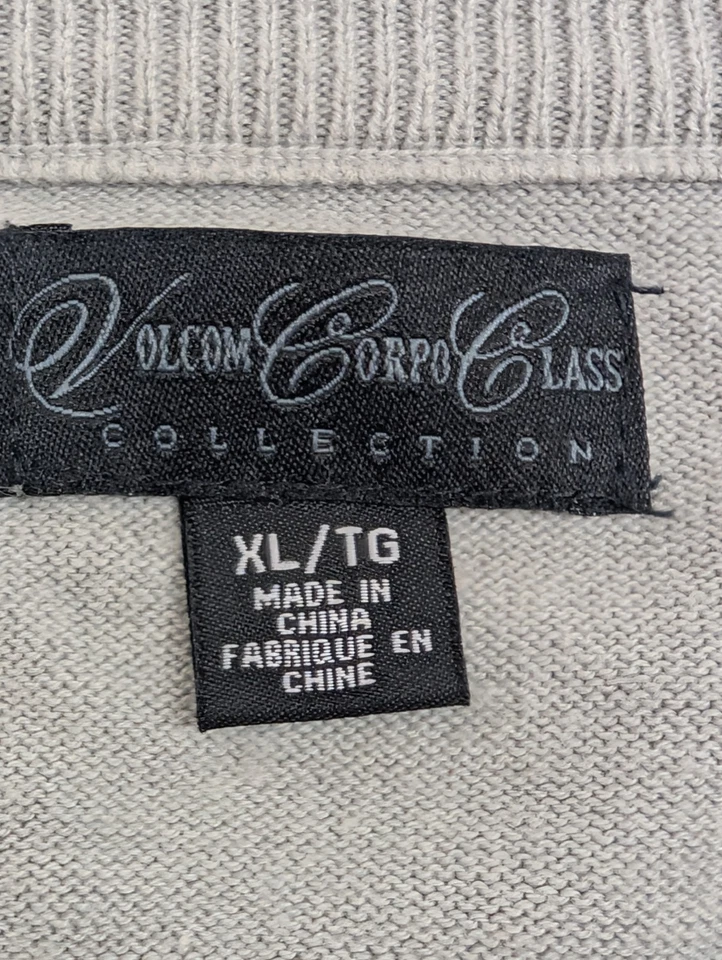 Volcom Corpo Class
COLLECTION
XL/TG
MADE IN
CHINA
FABRIQUE EN
CHINE